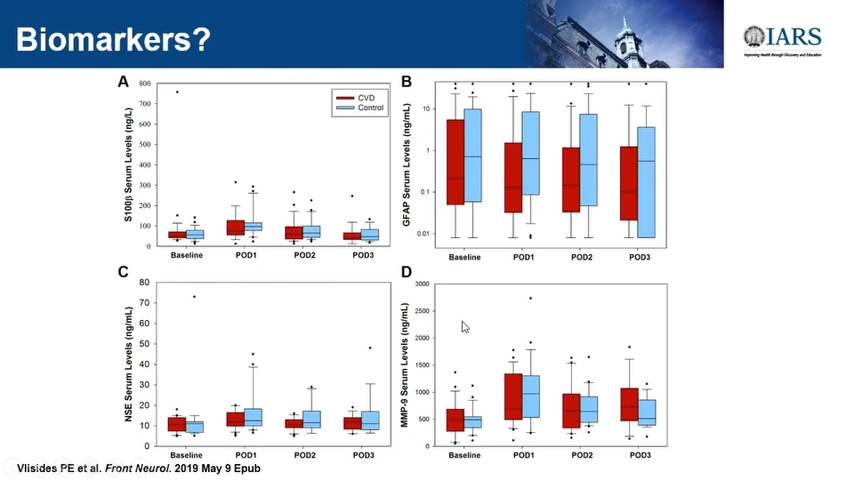 Biomarkers?
IARS
Improving Health through Discovery and Education
A
800
700
600
500
400
300
200
100
0
S100β Serum Levels (ng/L)
CVD
Control
Baseline
POD1
POD2
POD3
B
10
1
0.1
0.01
GFAP Serum Levels (ng/mL)
Baseline
POD1
POD2
POD3
C
80
70
60
50
40
30
20
10
0
NSE Serum Levels (ng/mL)
Baseline
POD1
POD2
POD3
D
3000
2500
2000
1500
1000
500
0
MMP-9 Serum Levels (ng/mL)
Baseline
POD1
POD2
POD3
Vlisides PE et al. Front Neurol. 2019 May 9 Epub